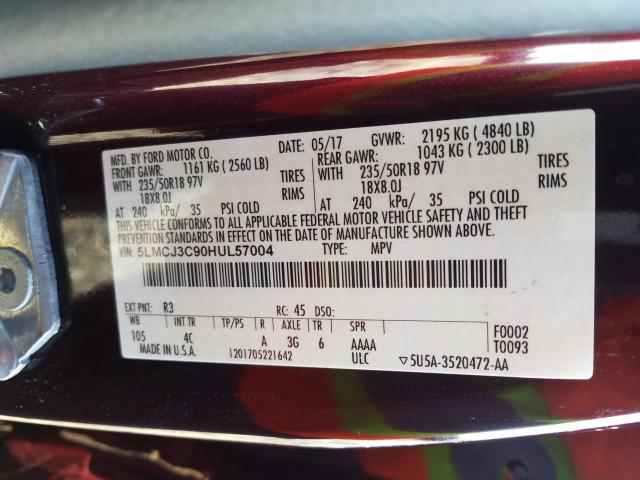 MFD. BY FORD MOTOR CO.
05/17 GVWR: 2195 KG ( 4840 LB)
FRONT GAWR: 1161 KG ( 2560 LB)
REAR GAWR: 1043 KG ( 2300 LB)
WITH 235/50R18 97V TIRES
WITH 235/50R18 97V TIRES
18X8.0J RIMS
18X8.0J RIMS
AT 240 kPa/ 35 PSI COLD
AT 240 kPa/ 35 PSI COLD
THIS VEHICLE CONFORMS TO ALL APPLICABLE FEDERAL MOTOR VEHICLE SAFETY AND THEFT
PREVENTION STANDARDS IN EFFECT ON THE DATE OF MANUFACTURE SHOWN ABOVE.
VIN: 5LMCJ3C90HUL57004
TYPE: MPV
EXT PNT: R3 RC: 45 DSO:
WB INT TR TP/PS R AXLE TR SPR
105 4C A 3G 6 AAAA
F0002
T0093
MADE IN U.S.A. 1201705221642 ULC ▽5U5A-3520472-AA